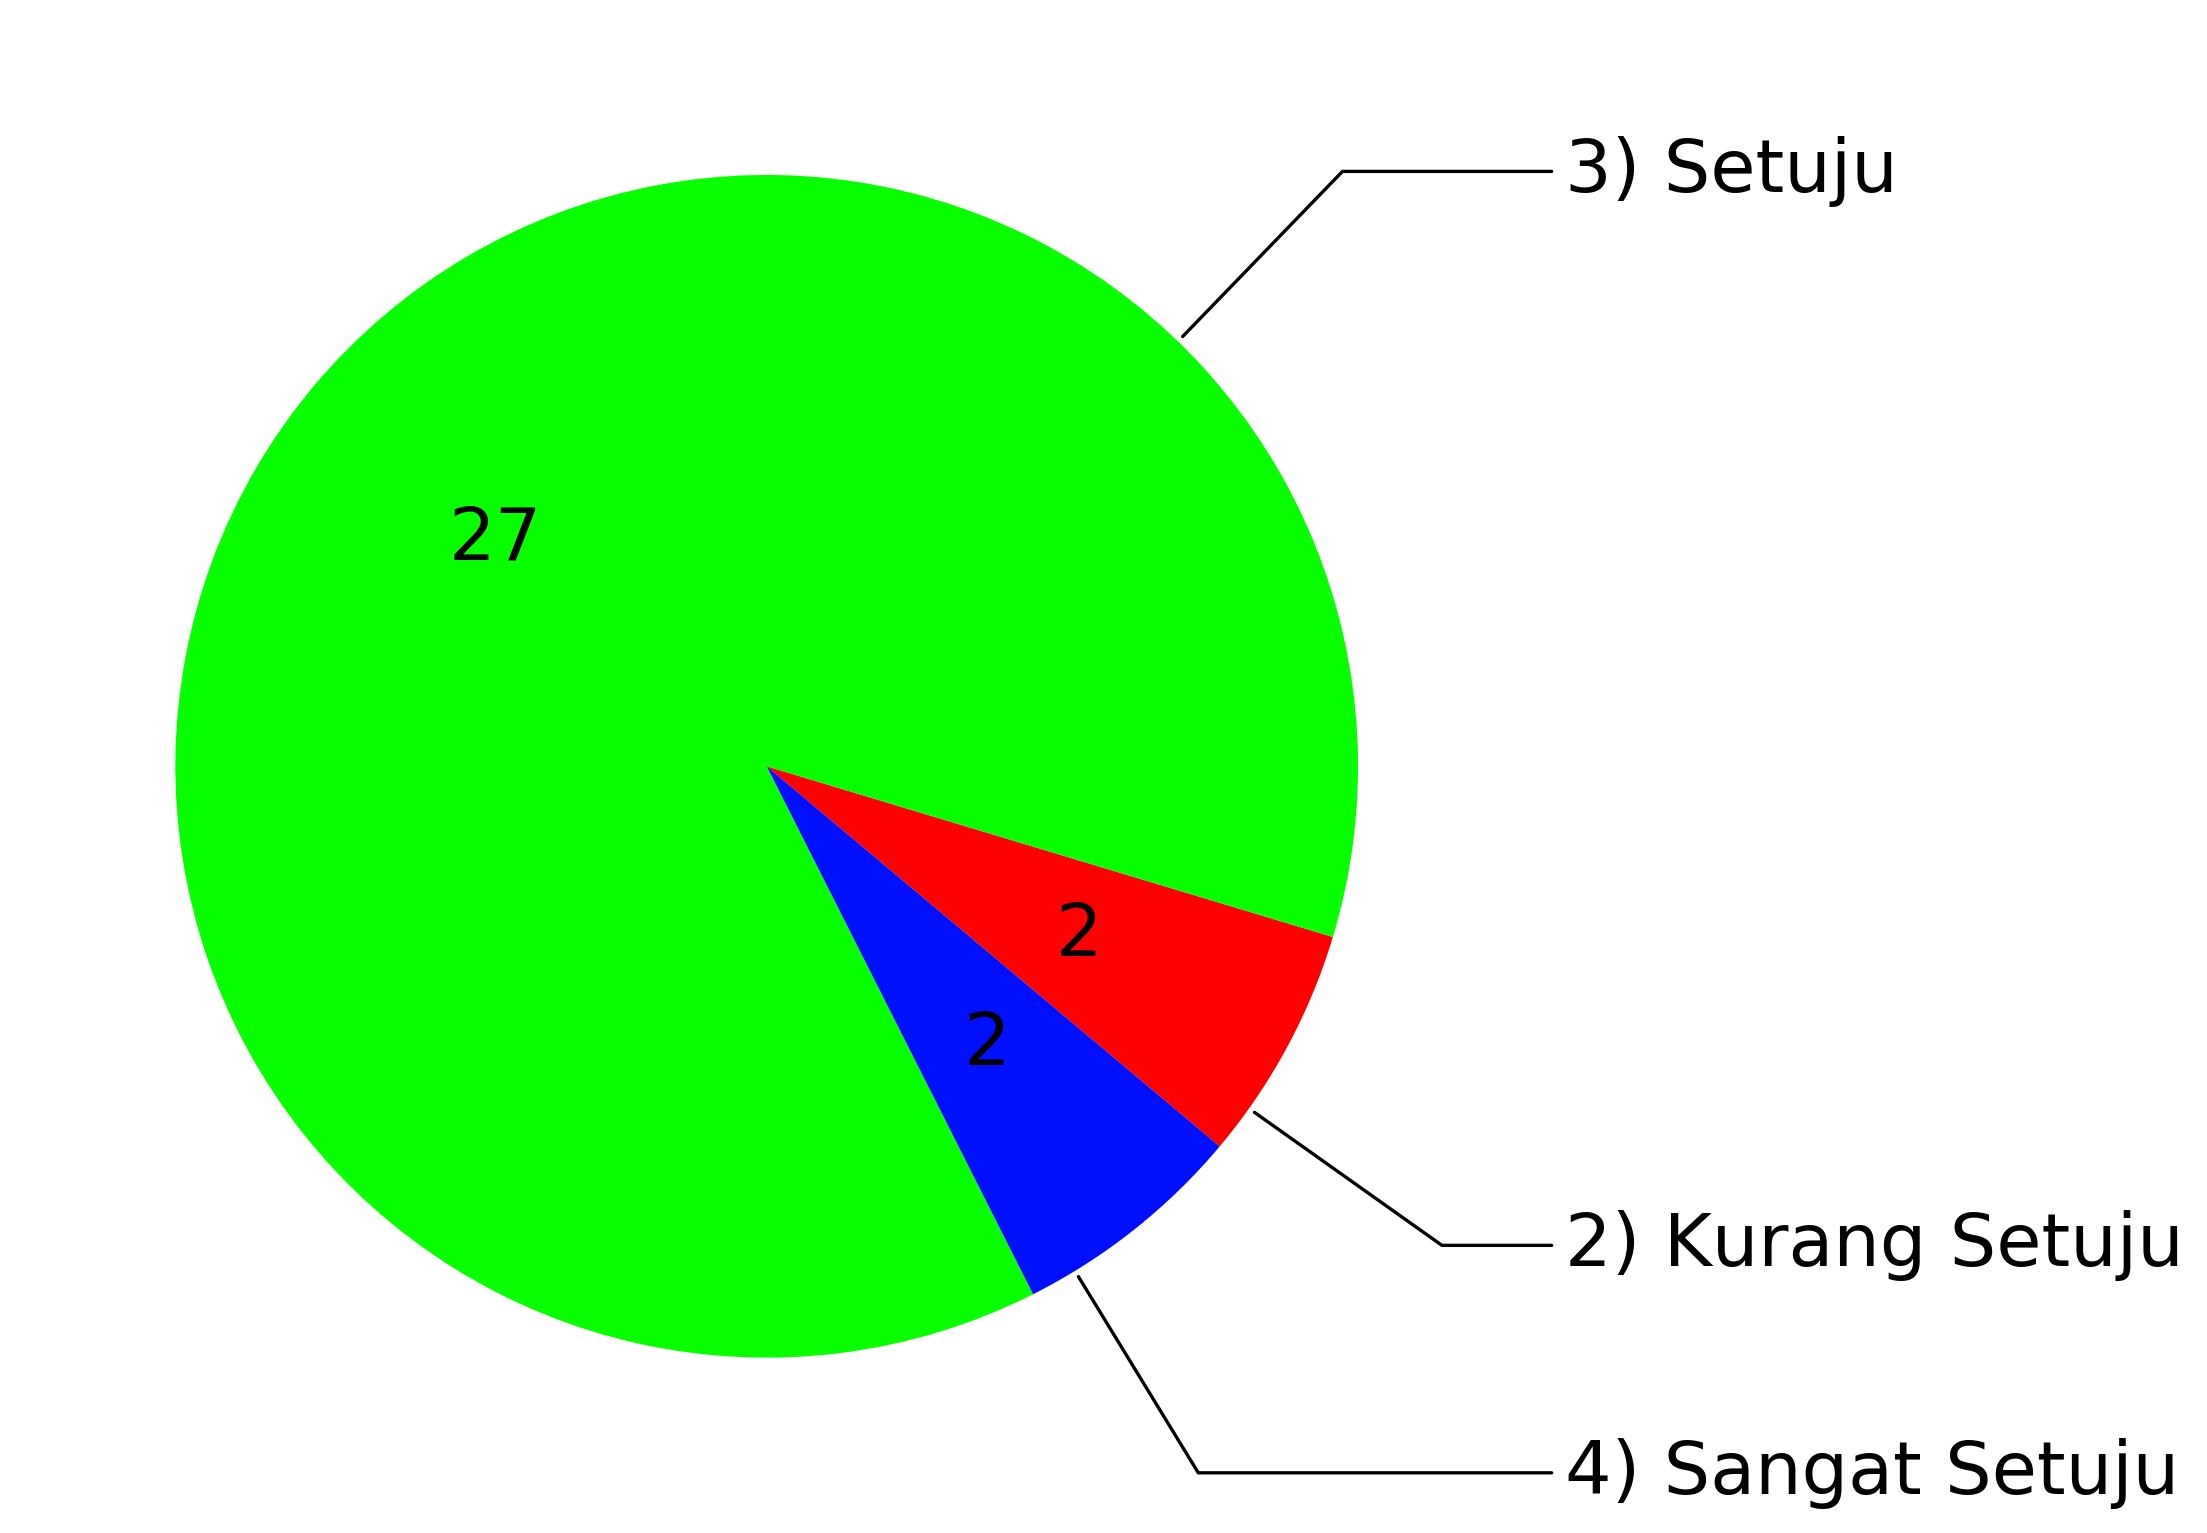 3) Setuju
27
2
2
2) Kurang Setuju
4) Sangat Setuju